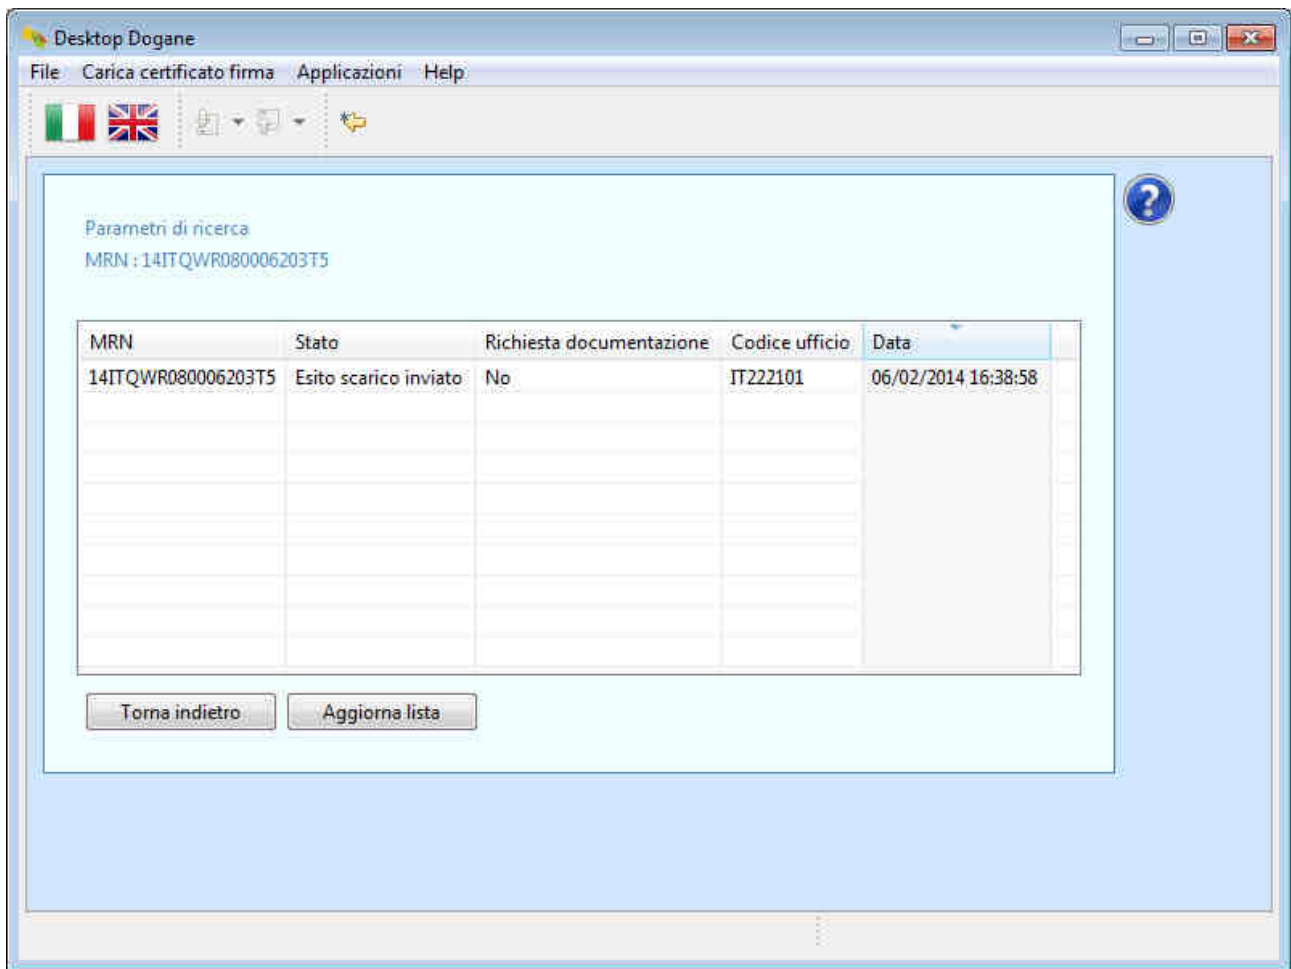 Desktop Dogane
File Carica certificato firma Applicazioni Help
Parametri di ricerca
MRN : 14ITQWR080006203T5
MRN Stato Richiesta documentazione Codice ufficio Data
14ITQWR080006203T5 Esito scarico inviato No IT222101 06/02/2014 16:38:58
Torna indietro Aggiorna lista